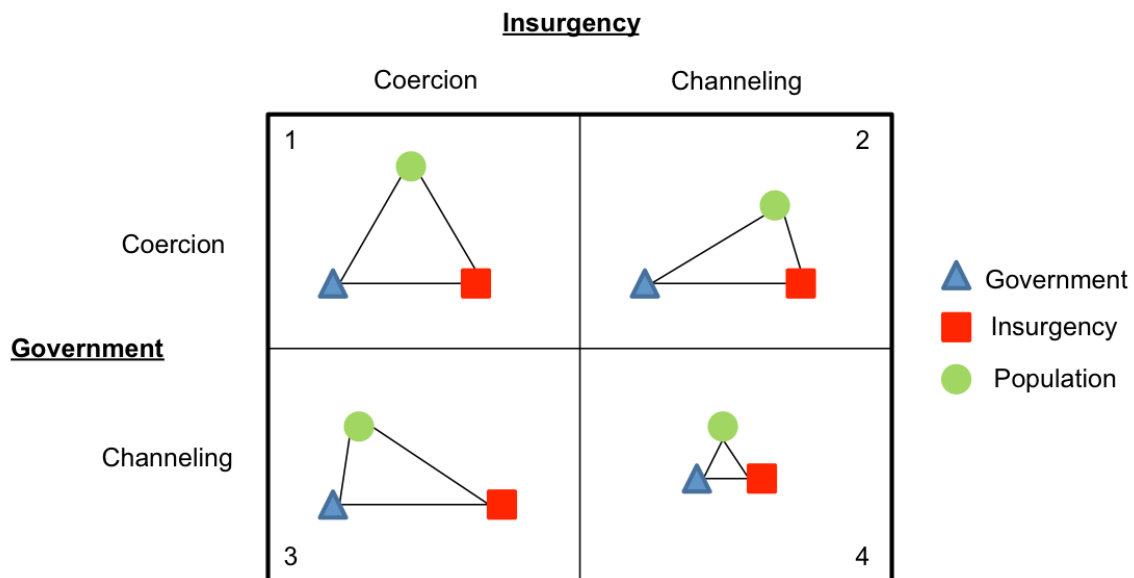 Insurgency
Coercion Channeling
1 2
Coercion
Government
Insurgency
Government
Population
Channeling
3 4